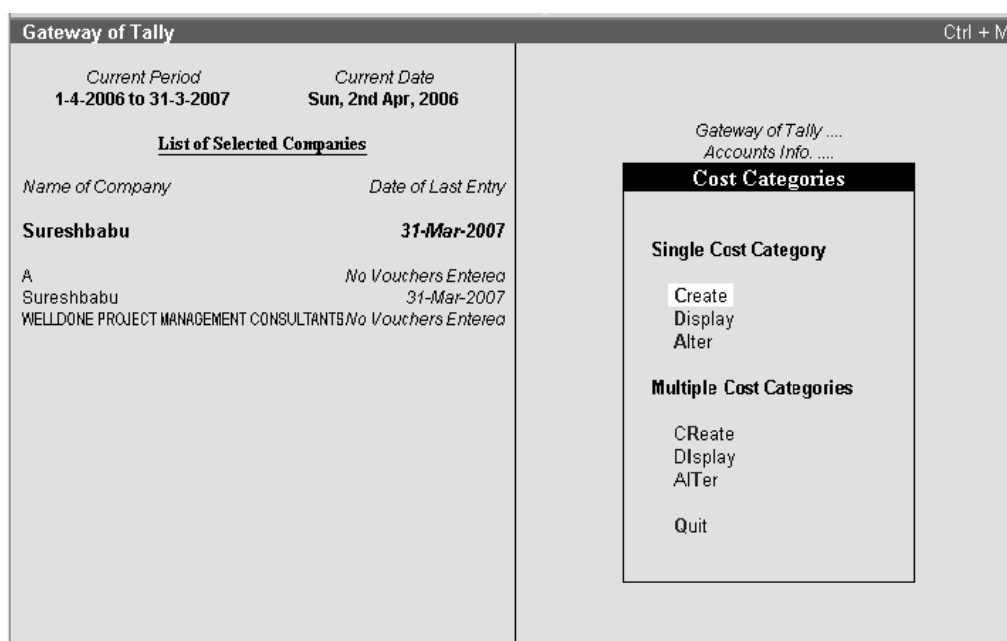 Gateway of Tally
Ctrl + M
Current Period
Current Date
1-4-2006 to 31-3-2007
Sun, 2nd Apr, 2006
List of Selected Companies
Name of Company
Date of Last Entry
Sureshbabu
31-Mar-2007
A
No Vouchers Entered
Sureshbabu
31-Mar-2007
WELLDONE PROJECT MANAGEMENT CONSULTANTS
No Vouchers Entered
Gateway of Tally ....
Accounts Info. ....
Cost Categories
Single Cost Category
Create
Display
Alter
Multiple Cost Categories
CReate
DIsplay
AlTer
Quit